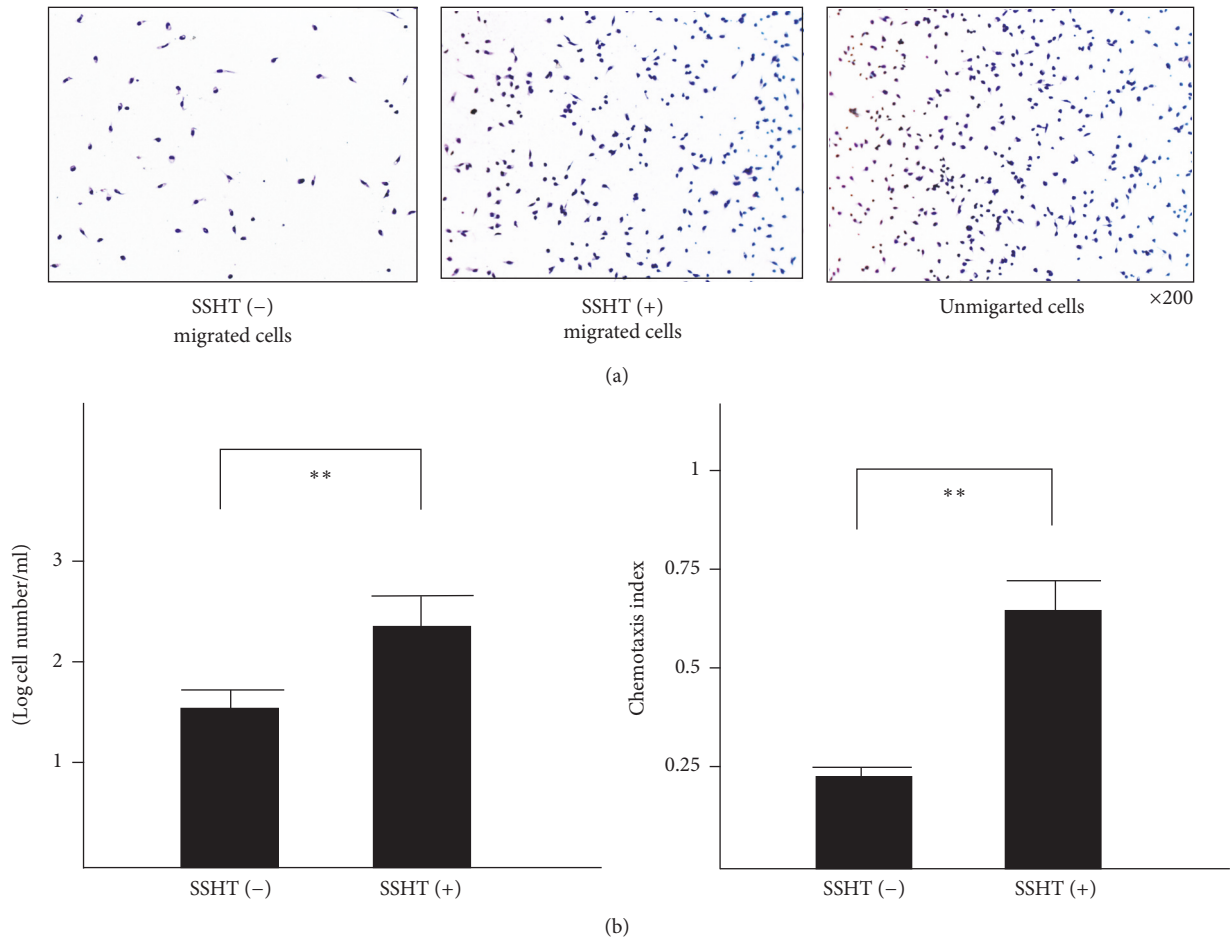 SSHT (−)
migrated cells
SSHT (+)
migrated cells
Unmigarted cells
×200
(a)
(Log cell number/ml)
3
2
1
**
SSHT (−)
SSHT (+)
Chemotaxis index
1
0.75
0.5
0.25
**
SSHT (−)
SSHT (+)
(b)